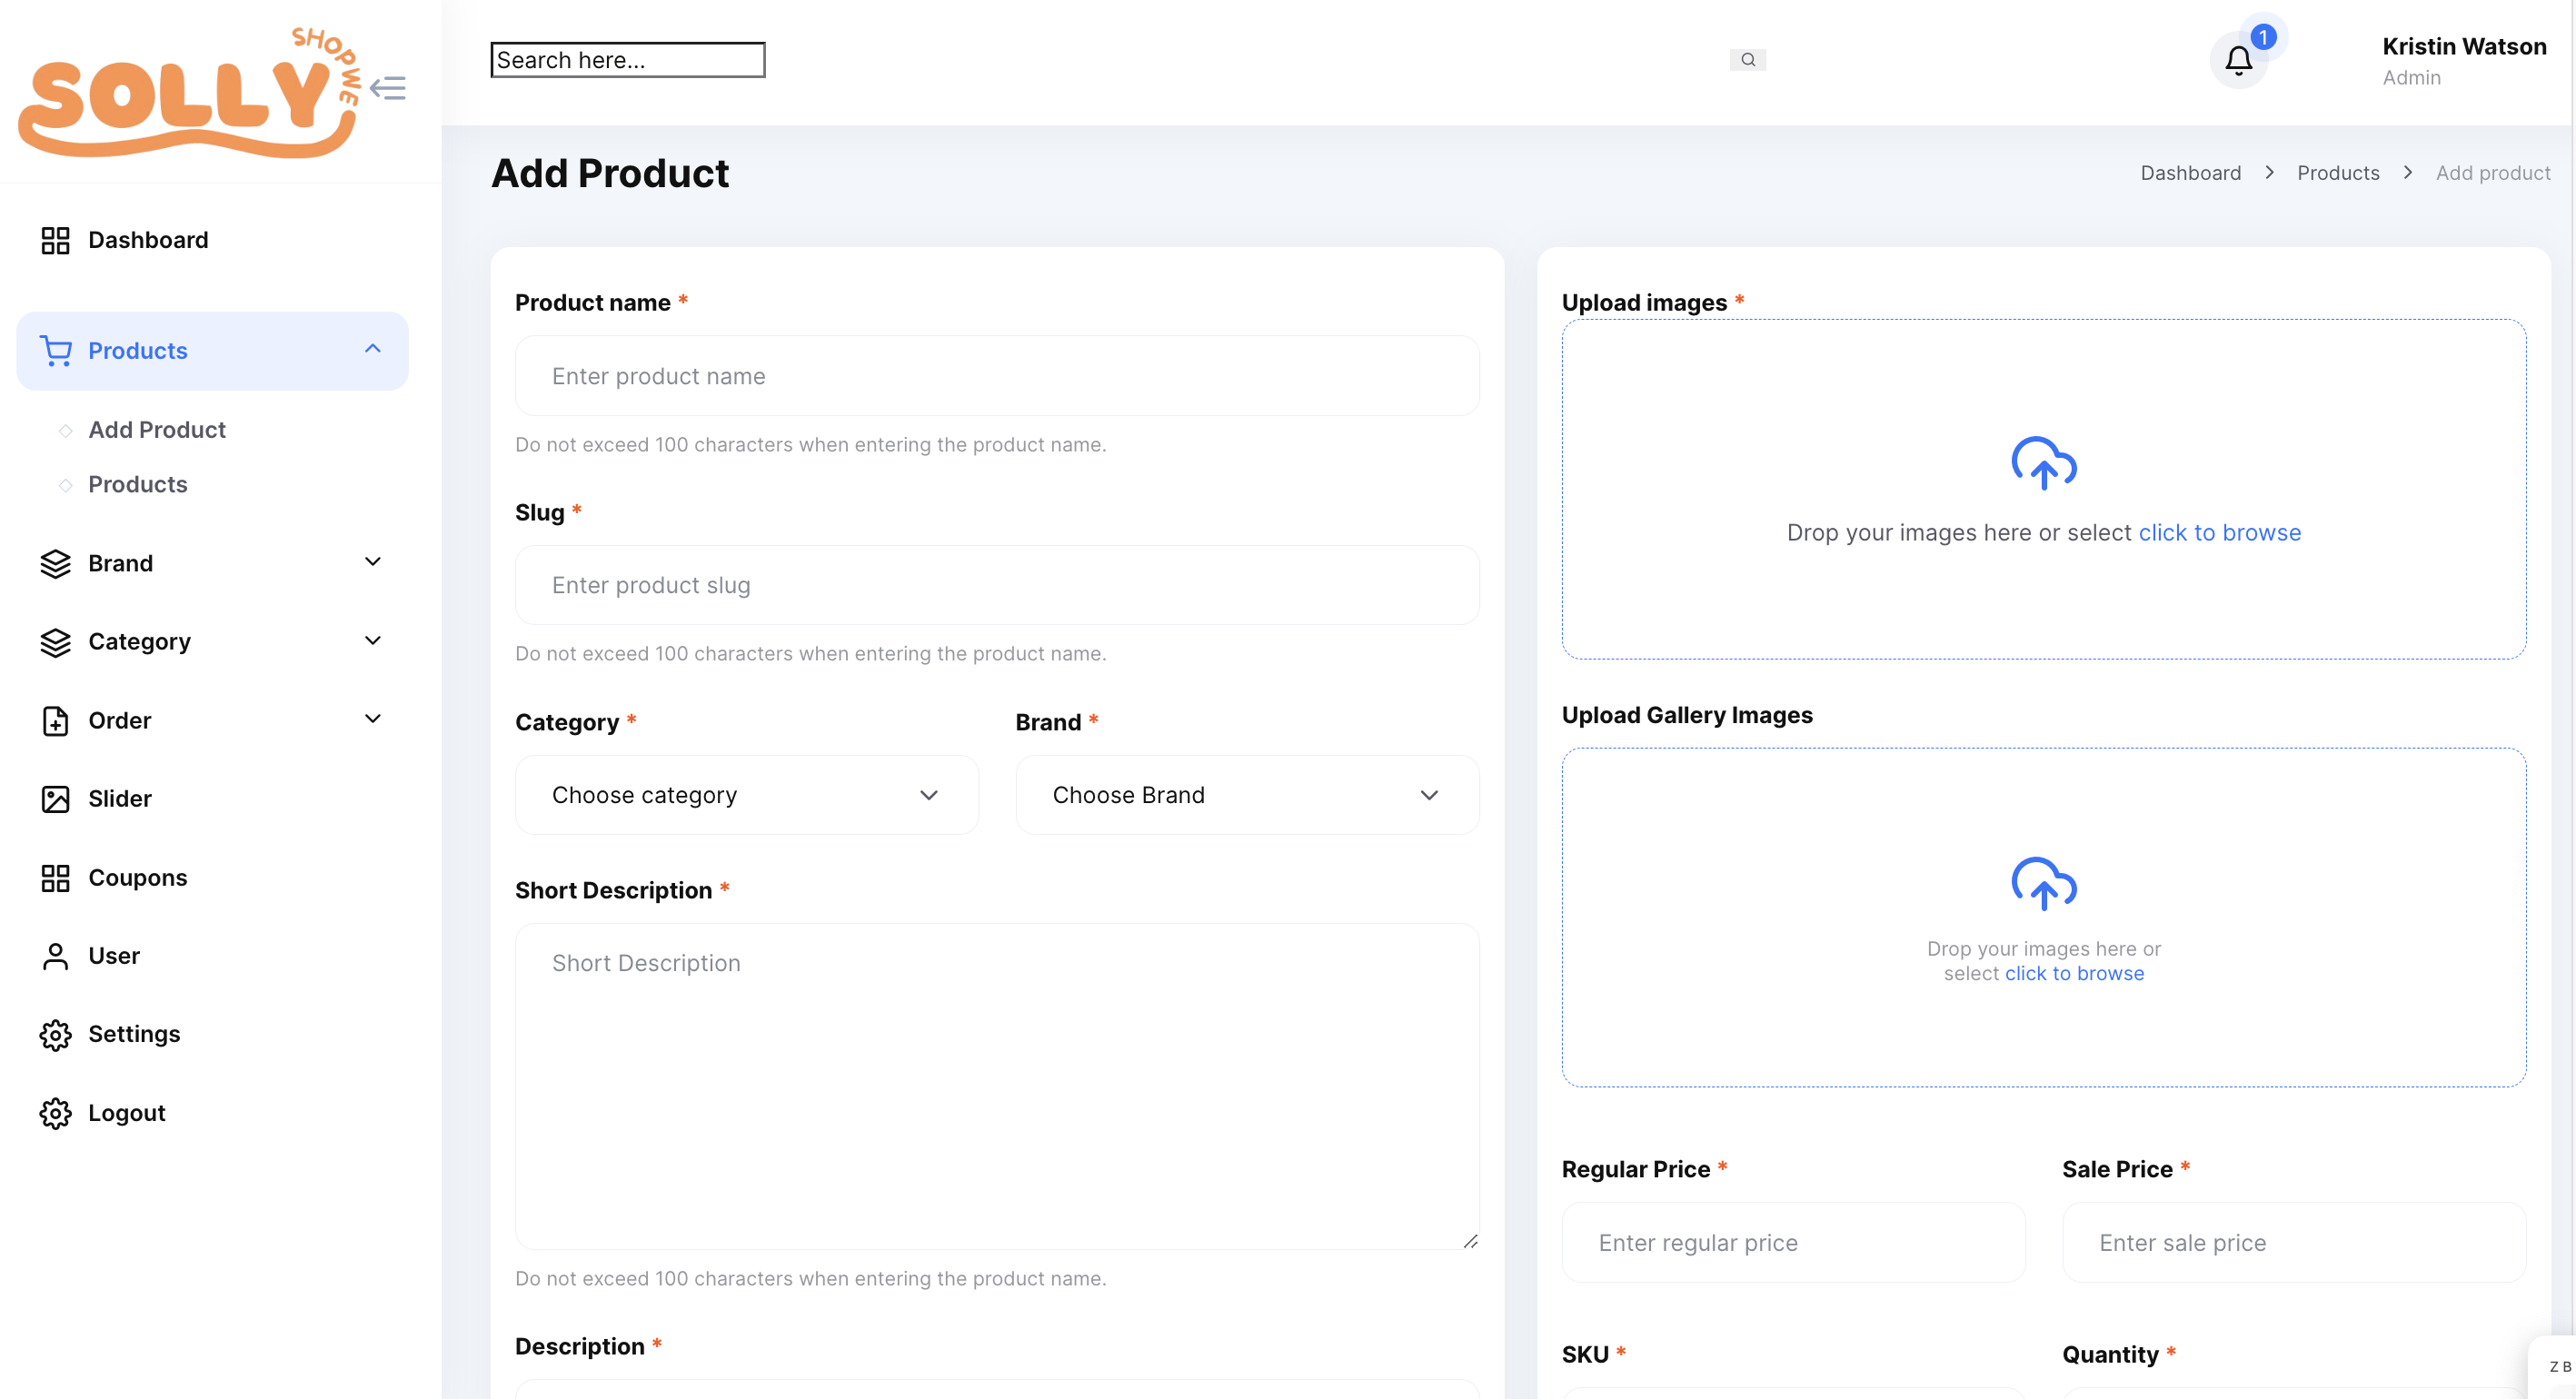 SOLLY
SHOPWE
Dashboard
Products
Add Product
Products
Brand
Category
Order
Slider
Coupons
User
Settings
Logout
Search here...
1
Kristin Watson
Admin
Add Product
Dashboard > Products > Add product
Product name *
Enter product name
Do not exceed 100 characters when entering the product name.
Slug *
Enter product slug
Do not exceed 100 characters when entering the product name.
Category * Brand *
Choose category Choose Brand
Short Description *
Short Description
Do not exceed 100 characters when entering the product name.
Description *
Upload images *
Drop your images here or select click to browse
Upload Gallery Images
Drop your images here or
select click to browse
Regular Price * Sale Price *
Enter regular price Enter sale price
SKU * Quantity *
Z B